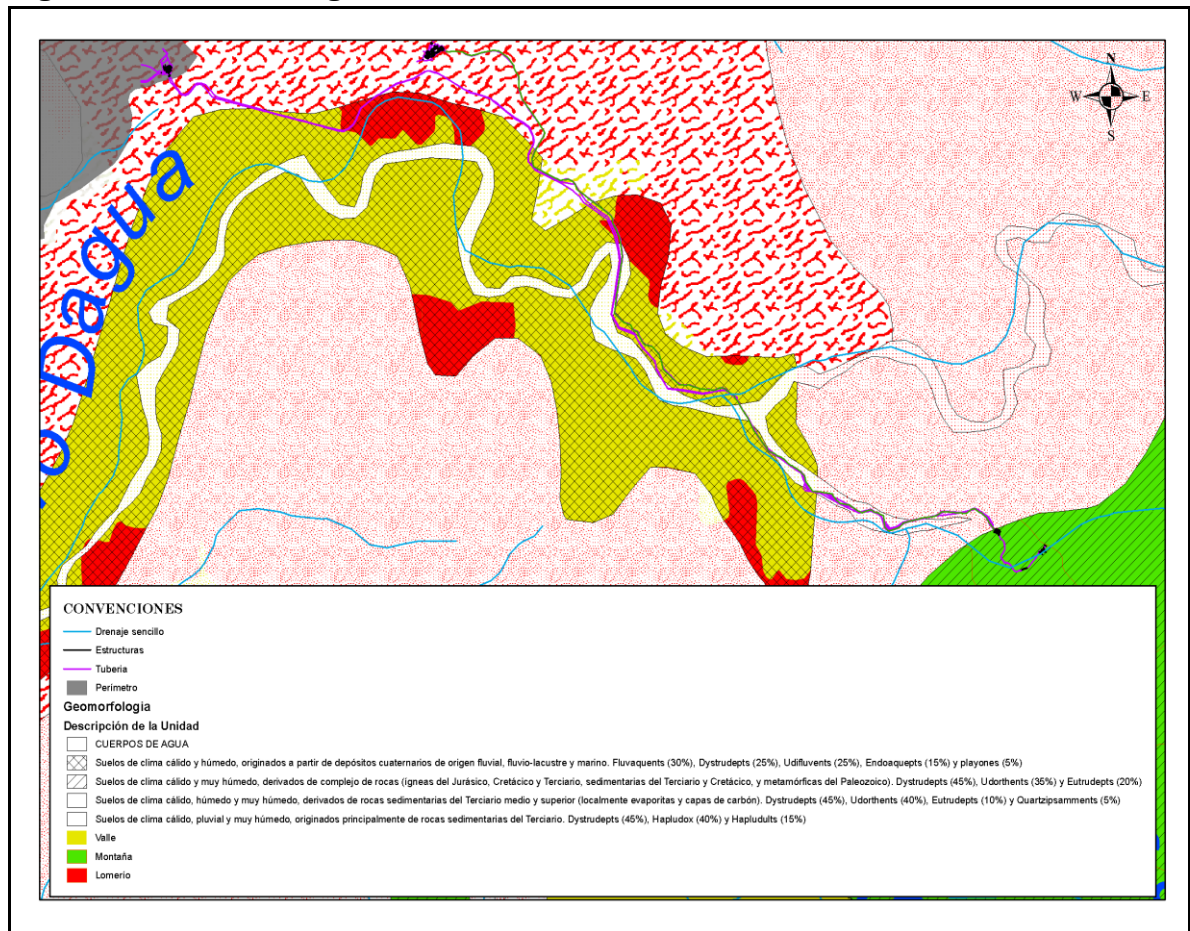 N
W E
S
Dagua
CONVENCIONES
Drenaje sencillo
Estructuras
Tuberia
Perimetro
Geomorfologia
Descripción de la Unidad
CUERPOS DE AGUA
Suelos de clima cálido y húmedo, originados a partir de depósitos cuaternarios de origen fluvial, fluvio-lacustre y marino. Fluvaquents (30%), Dystrudepts (25%), Udifluvents (25%), Endoaquepts (15%) y playones (5%)
Suelos de clima cálido y muy húmedo, derivados de complejo de rocas (igneas del Jurásico, Cretácico y Terciario, sedimentarias del Terciario y Cretácico, y metamórficas del Paleozoico). Dystrudepts (45%), Udorthents (35%) y Eutrudepts (20%)
Suelos de clima cálido, húmedo y muy húmedo, derivados de rocas sedimentarias del Terciario medio y superior (localmente evaporitas y capas de carbón). Dystrudepts (45%), Udorthents (40%), Eutrudepts (10%) y Quartzipsamments (5%)
Suelos de clima cálido, pluvial y muy húmedo, originados principalmente de rocas sedimentarias del Terciario. Dystrudepts (45%), Hapludox (40%) y Hapludults (15%)
Valle
Montaña
Lomerio